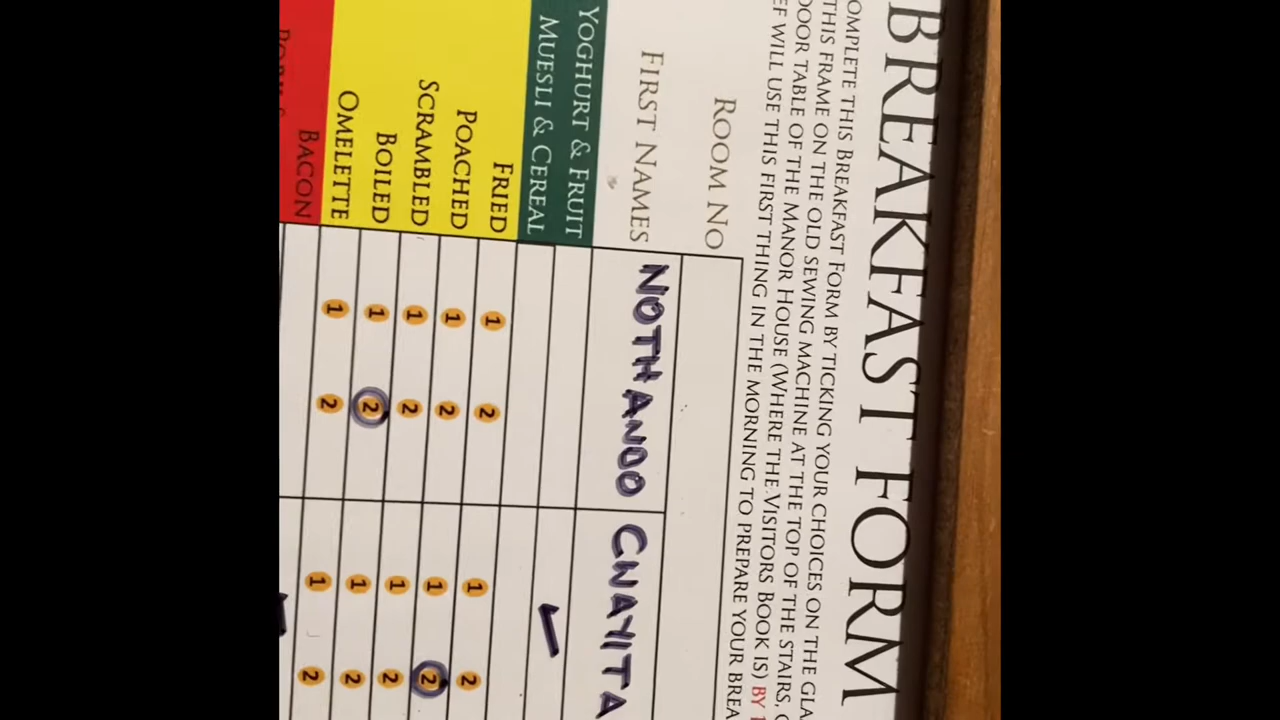 BREAKFAST FORM
OMPLETE THIS BREAKFAST FORM BY TICKING YOUR CHOICES ON THE GLA
THIS FRAME ON THE OLD SEWING MACHINE AT THE TOP OF THE STAIRS,
DOOR TABLE OF THE MANOR HOUSE (WHERE THE VISITORS BOOK IS) BY 1
EF WILL USE THIS FIRST THING IN THE MORNING TO PREPARE YOUR BREA
ROOM NO
FIRST NAMES NOTHANDO CWAYITA
YOGHURT & FRUIT
MUESLI & CEREAL
FRIED 1 2 1 2
POACHED 1 2 1 2
SCRAMBLED 1 2 1 2
BOILED 1 2 1 2
OMELETTE 1 2 1 2
BACON